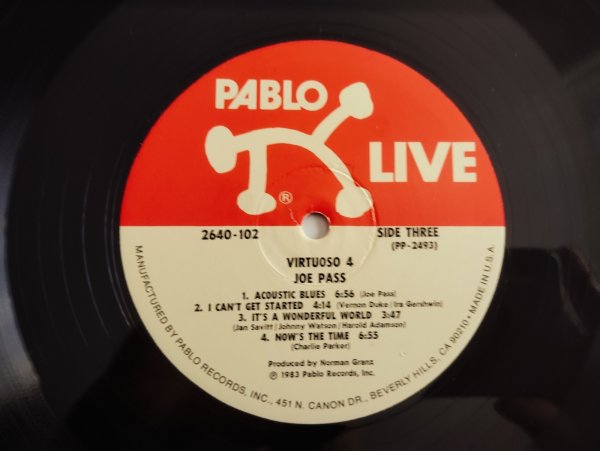 PABLO
LIVE
®
2640-102 SIDE THREE
(PP-2493)
VIRTUOSO 4
JOE PASS
1. ACOUSTIC BLUES 6:56 (Joe Pass)
2. I CAN'T GET STARTED 4:14 (Vernon Duke/Ira Gershwin)
3. IT'S A WONDERFUL WORLD 3:47
(Jan Savitt/Johnny Watson/Harold Adamson)
4. NOW'S THE TIME 6:55
(Charlie Parker)
Produced by Norman Granz
℗ 1983 Pablo Records, Inc.
MANUFACTURED BY PABLO RECORDS, INC., 451 N. CANON DR., BEVERLY HILLS, CA 90210 • MADE IN U.S.A.